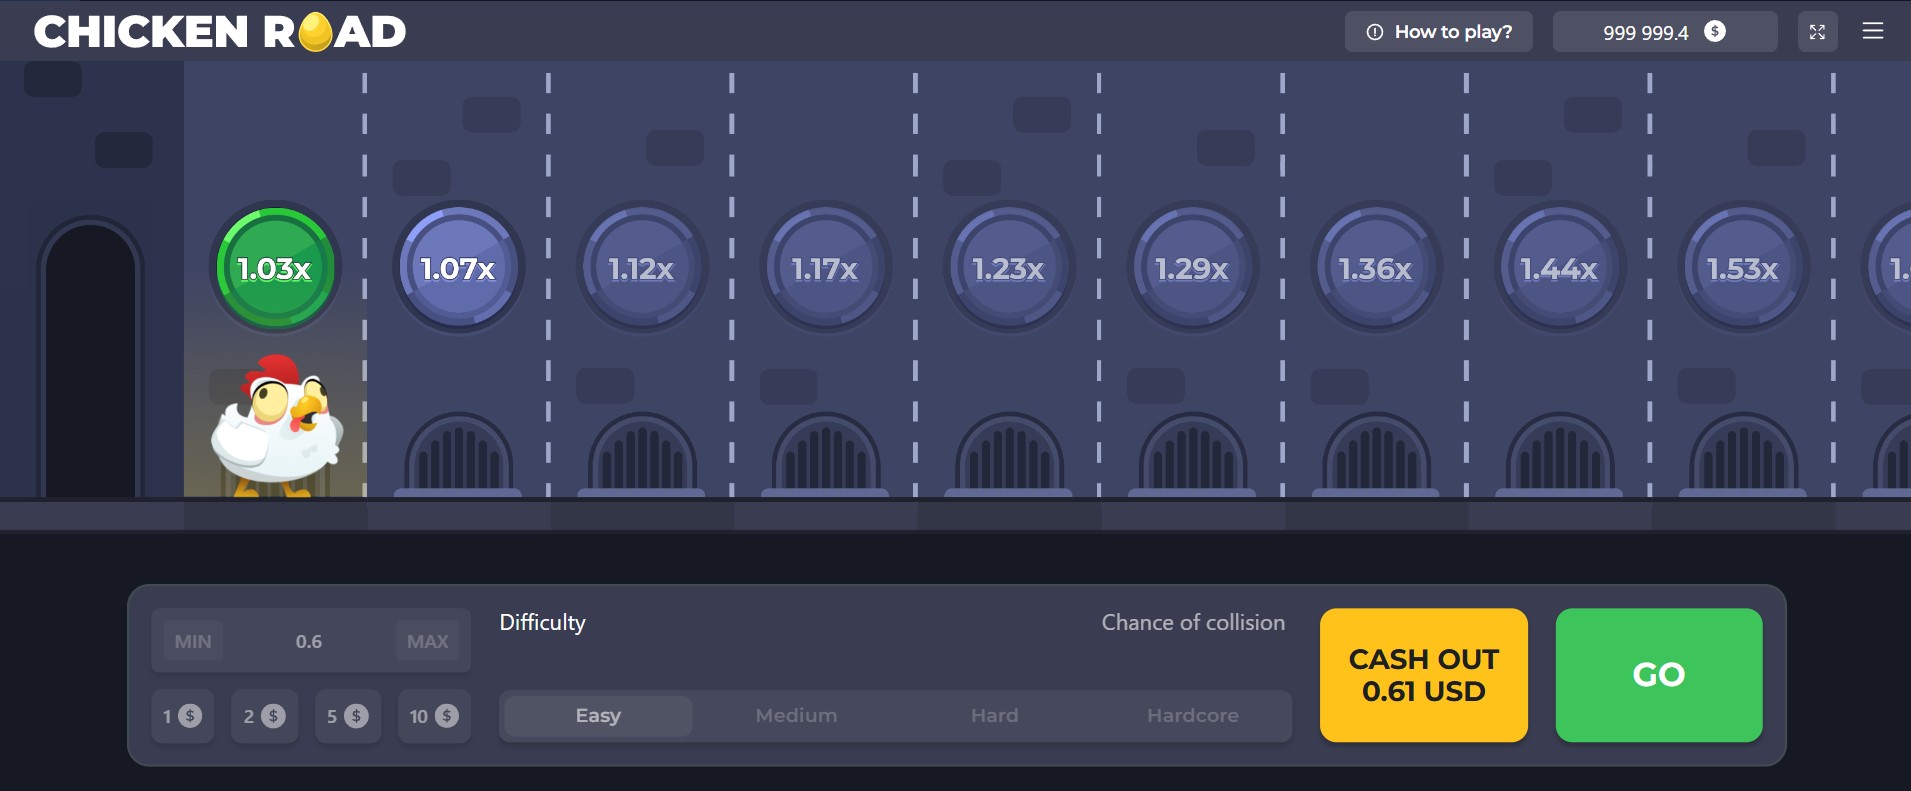 CHICKEN ROAD
How to play?
999 999.4 $
1.03x
1.07x
1.12x
1.17x
1.23x
1.29x
1.36x
1.44x
1.53x
MIN 0.6 MAX
1 $ 2 $ 5 $ 10 $
Difficulty
Chance of collision
Easy Medium Hard Hardcore
CASH OUT
0.61 USD
GO